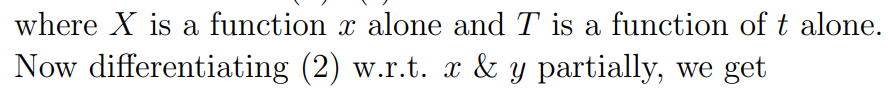 where X is a function x alone and T is a function of t alone.
Now differentiating (2) w.r.t. x & y partially, we get